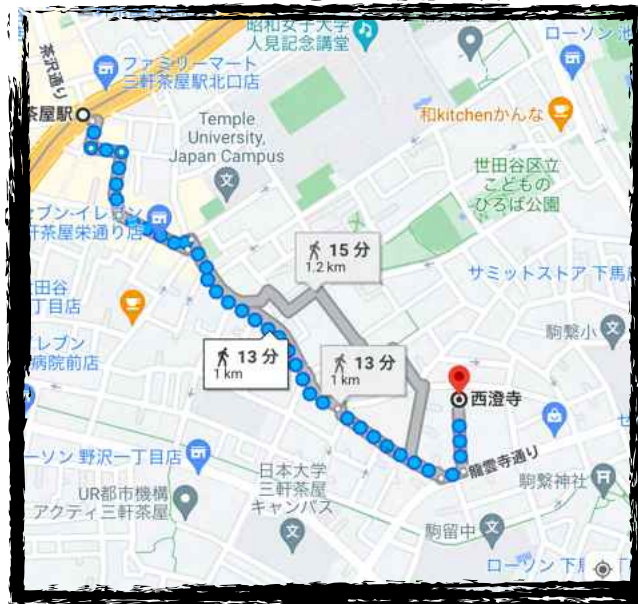 昭和女子大学
人見記念講堂
ローソン 池
茶沢通り
ファミリーマート
三軒茶屋駅北口店
茶屋駅
和kitchenかんな
Temple
University,
Japan Campus
世田谷区立
こどもの
ひろば公園
セブン-イレブン
軒茶屋栄通り店
15 分
1.2 km
サミットストア 下馬
田谷
丁目店
駒繋小
13 分
1 km
13 分
1 km
レブン
病院前店
西澄寺
龍雲寺通り
ーソン 野沢一丁目店
日本大学
三軒茶屋
キャンパス
駒繋神社
UR都市機構
アクティ三軒茶屋
駒留中
ローソン 下